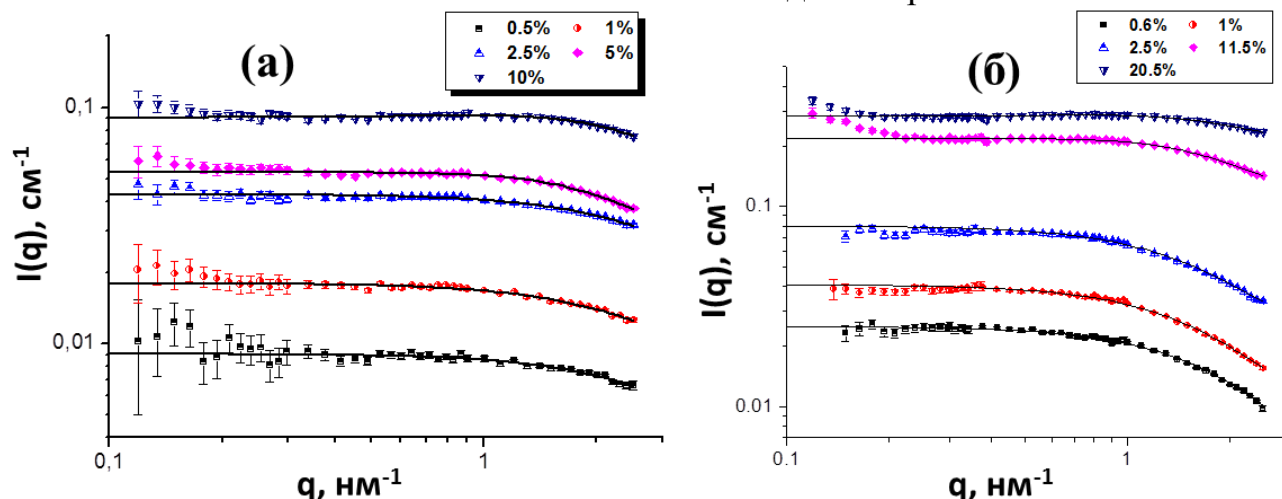 (а)
0.5% 1%
2.5% 5%
10%
0,1
0,01
0,1
1
I(q), см-1
q, нм-1
(б)
0.6% 1%
2.5% 11.5%
20.5%
0.1
0.01
0.1
1
I(q), см-1
q, нм-1